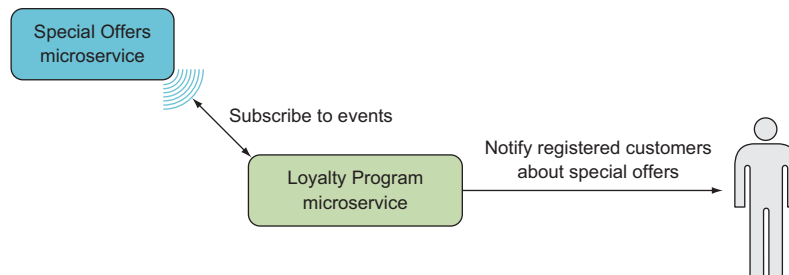 Special Offers
microservice
Subscribe to events
Loyalty Program
microservice
Notify registered customers
about special offers